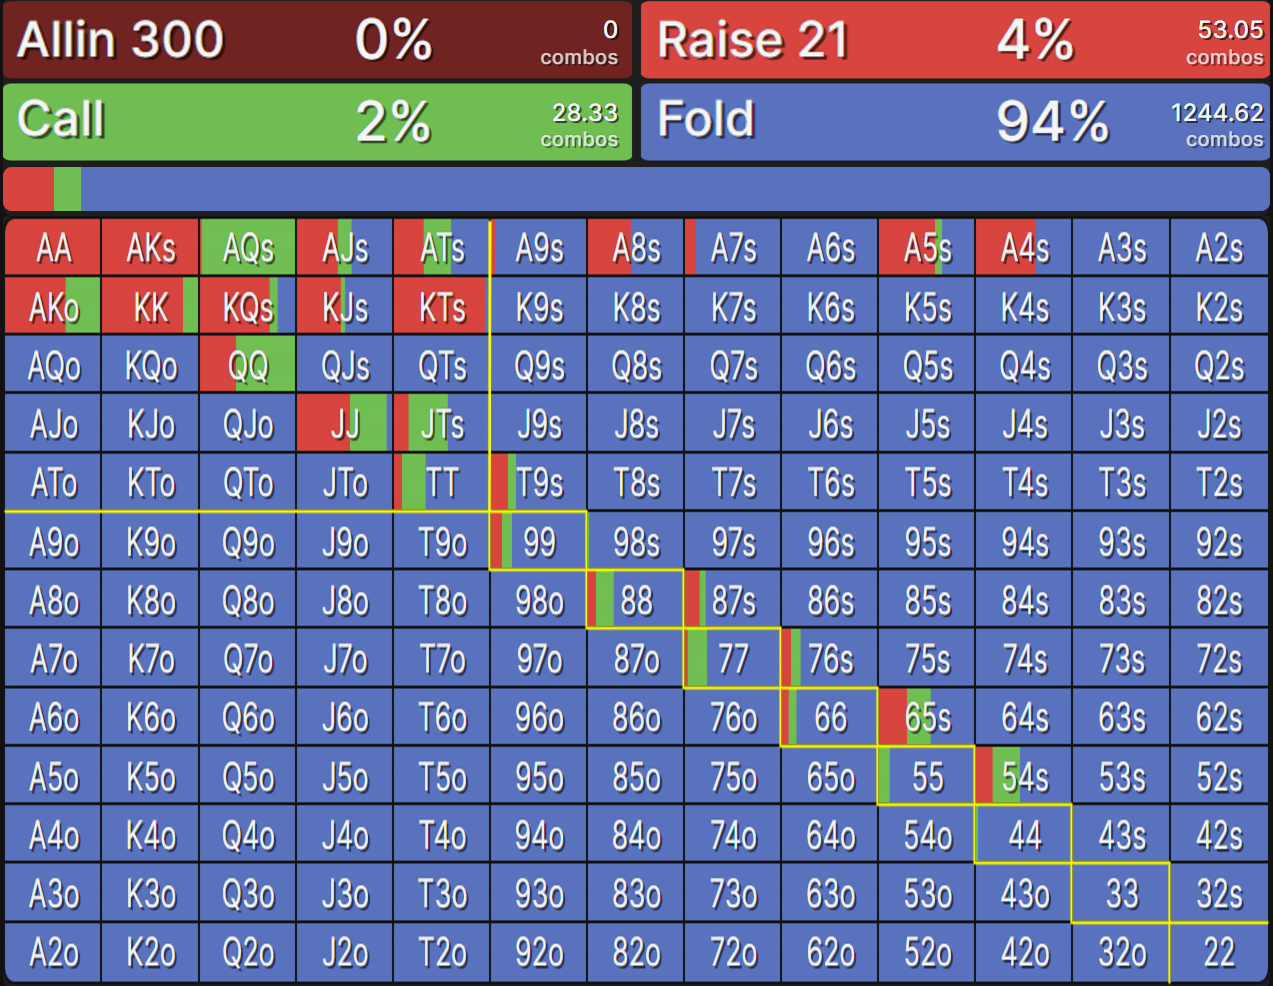 Allin 300 0% 0 combos Raise 21 4% 53.05 combos
Call 2% 28.33 combos Fold 94% 1244.62 combos
AA AKs AQs AJs ATs A9s A8s A7s A6s A5s A4s A3s A2s
AKo KK KQs KJs KTs K9s K8s K7s K6s K5s K4s K3s K2s
AQo KQo QQ QJs QTs Q9s Q8s Q7s Q6s Q5s Q4s Q3s Q2s
AJo KJo QJo JJ JTs J9s J8s J7s J6s J5s J4s J3s J2s
ATo KTo QTo JTo TT T9s T8s T7s T6s T5s T4s T3s T2s
A9o K9o Q9o J9o T9o 99 98s 97s 96s 95s 94s 93s 92s
A8o K8o Q8o J8o T8o 98o 88 87s 86s 85s 84s 83s 82s
A7o K7o Q7o J7o T7o 97o 87o 77 76s 75s 74s 73s 72s
A6o K6o Q6o J6o T6o 96o 86o 76o 66 65s 64s 63s 62s
A5o K5o Q5o J5o T5o 95o 85o 75o 65o 55 54s 53s 52s
A4o K4o Q4o J4o T4o 94o 84o 74o 64o 54o 44 43s 42s
A3o K3o Q3o J3o T3o 93o 83o 73o 63o 53o 43o 33 32s
A2o K2o Q2o J2o T2o 92o 82o 72o 62o 52o 42o 32o 22